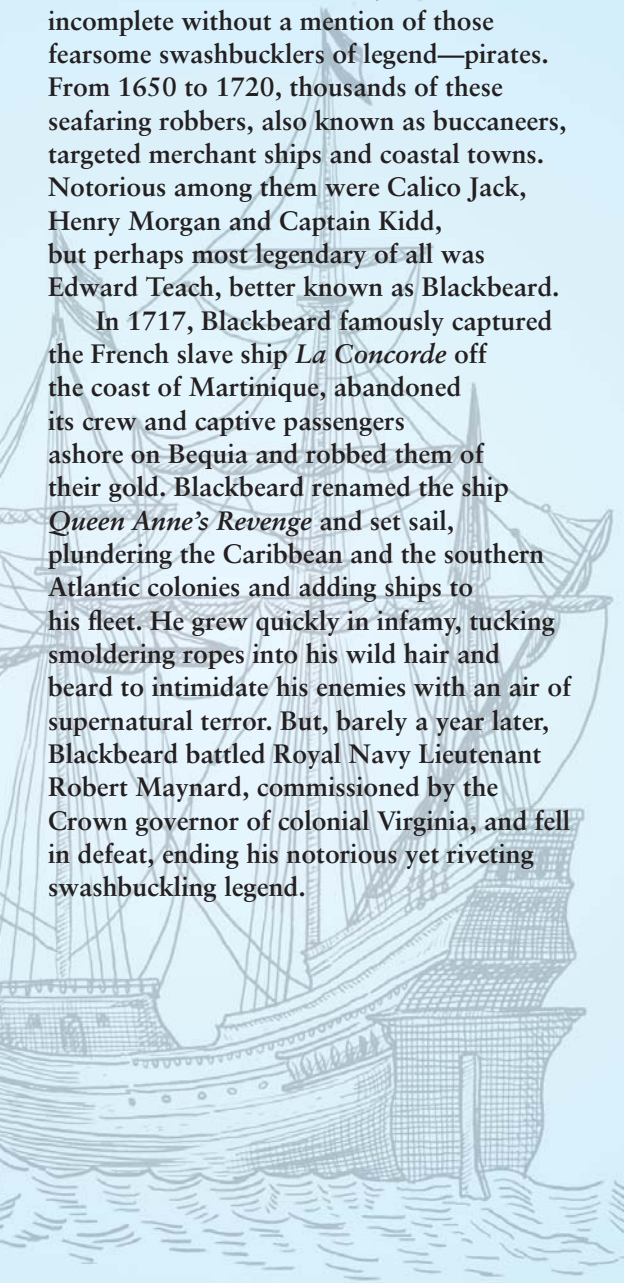 incomplete without a mention of those
fearsome swashbucklers of legend—pirates.
From 1650 to 1720, thousands of these
seafaring robbers, also known as buccaneers,
targeted merchant ships and coastal towns.
Notorious among them were Calico Jack,
Henry Morgan and Captain Kidd,
but perhaps most legendary of all was
Edward Teach, better known as Blackbeard.
In 1717, Blackbeard famously captured
the French slave ship La Concorde off
the coast of Martinique, abandoned
its crew and captive passengers
ashore on Bequia and robbed them of
their gold. Blackbeard renamed the ship
Queen Anne’s Revenge and set sail,
plundering the Caribbean and the southern
Atlantic colonies and adding ships to
his fleet. He grew quickly in infamy, tucking
smoldering ropes into his wild hair and
beard to intimidate his enemies with an air of
supernatural terror. But, barely a year later,
Blackbeard battled Royal Navy Lieutenant
Robert Maynard, commissioned by the
Crown governor of colonial Virginia, and fell
in defeat, ending his notorious yet riveting
swashbuckling legend.